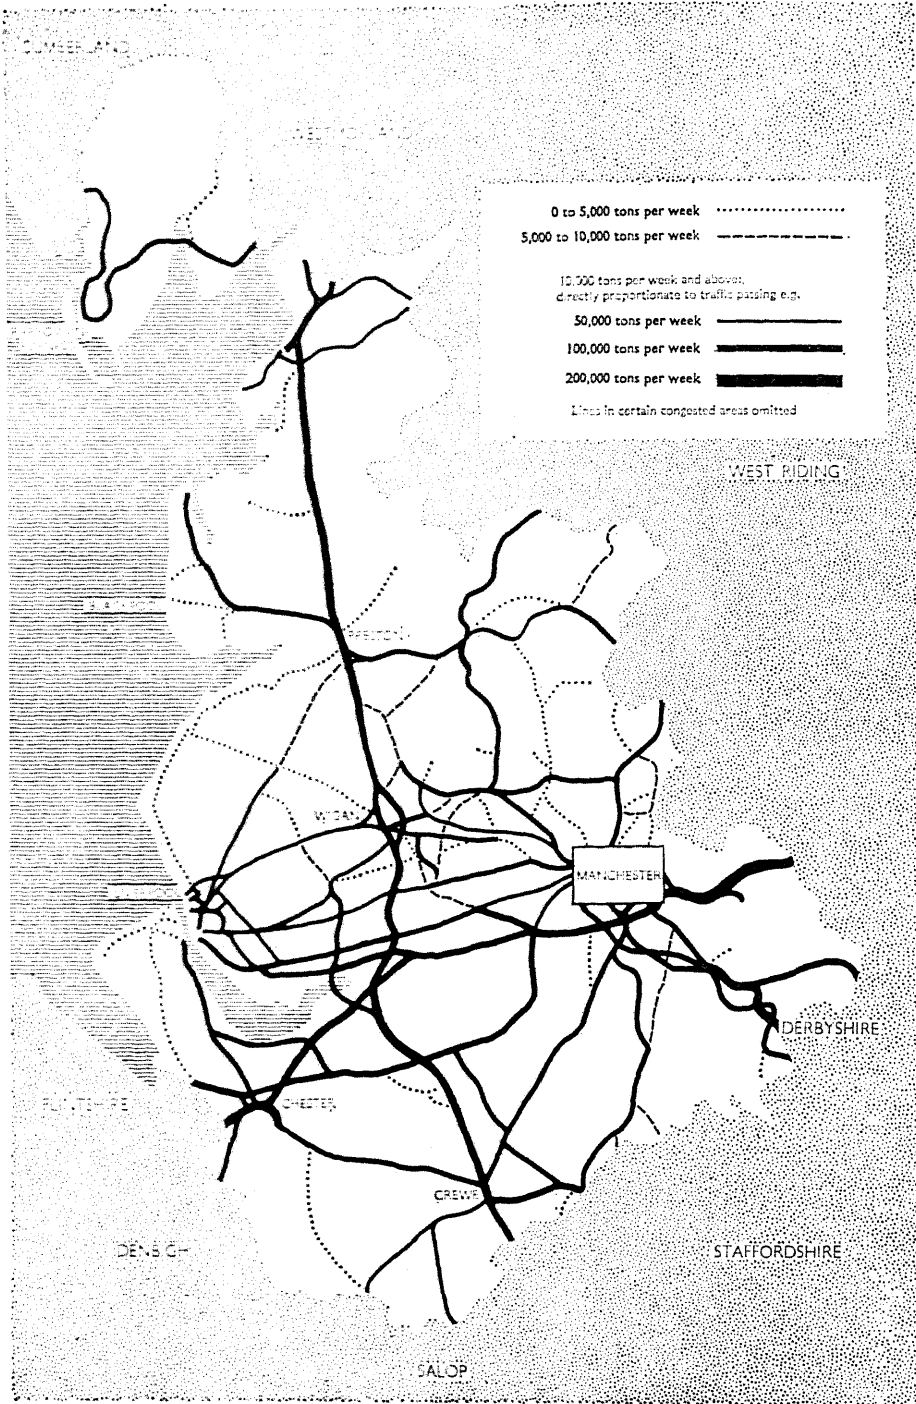 CUMBERLAND
WESTMORLAND
0 to 5,000 tons per week
5,000 to 10,000 tons per week
10,000 tons per week and above;
directly proportionate to traffic passing e.g.
50,000 tons per week
100,000 tons per week
200,000 tons per week
Lines in certain congested areas omitted
WEST RIDING
BLACKPOOL
PRESTON
WIGAN
MANCHESTER
DERBYSHIRE
FLINTSHIRE
CHESTER
CREWE
DENBIGH
STAFFORDSHIRE
SALOP